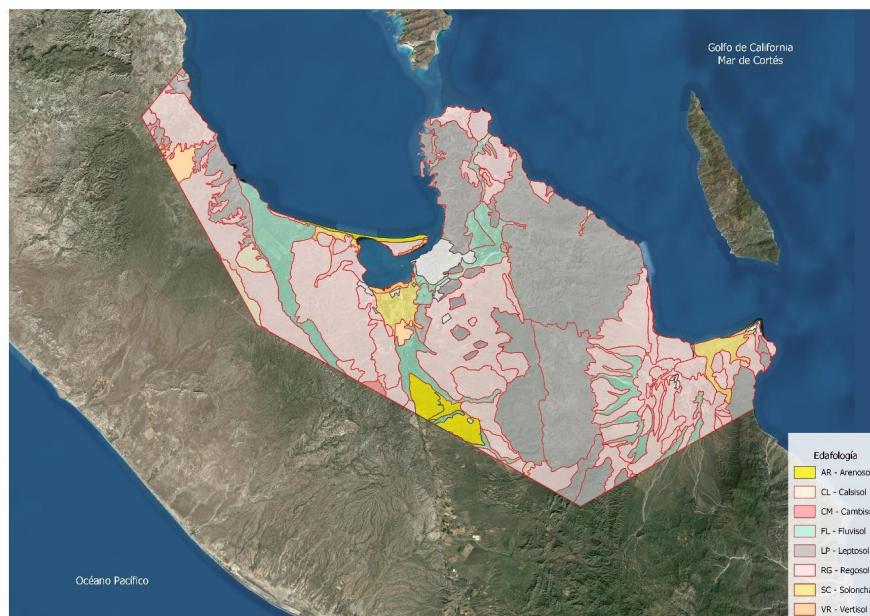 Golfo de California
Mar de Cortés
Océano Pacífico
Edafología
AR - Arenoso
CL - Calsisol
CM - Cambiso
FL - Fluvisol
LP - Leptosol
RG - Regosol
SC - Soloncha
VR - Vertisol